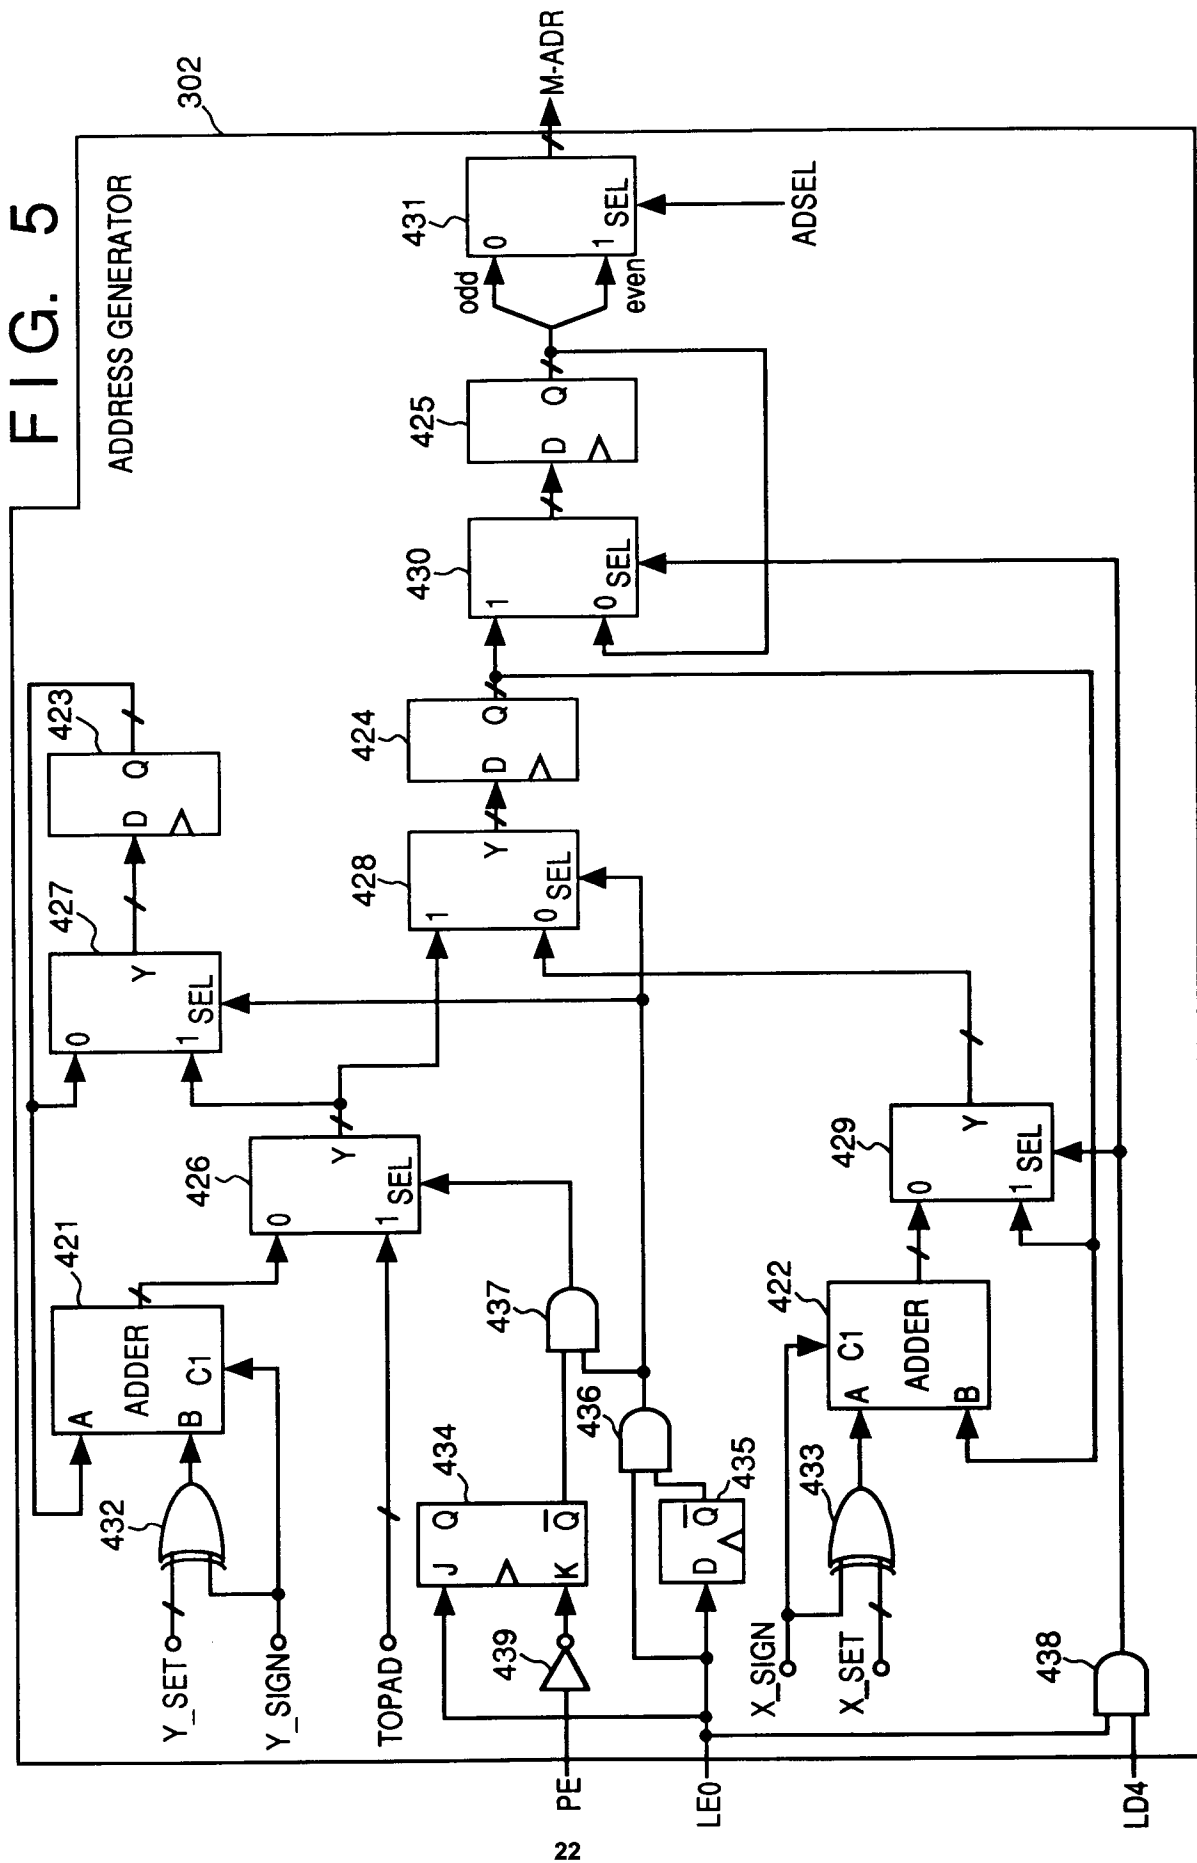 FIG. 5
302
ADDRESS GENERATOR
M-ADR
431
0
1
SEL
odd
even
ADSEL
425
D
Q
430
1
0
SEL
423
D
Q
424
D
Q
427
0
1
Y
SEL
428
1
0
Y
SEL
426
0
1
Y
SEL
429
0
1
Y
SEL
421
A
B
ADDER
C1
437
422
C1
A
ADDER
B
432
434
J
Q
K
Q
436
435
D
Q
433
439
438
Y_SET
Y_SIGN
TOPAD
PE
LE0
X_SIGN
X_SET
LD4
22